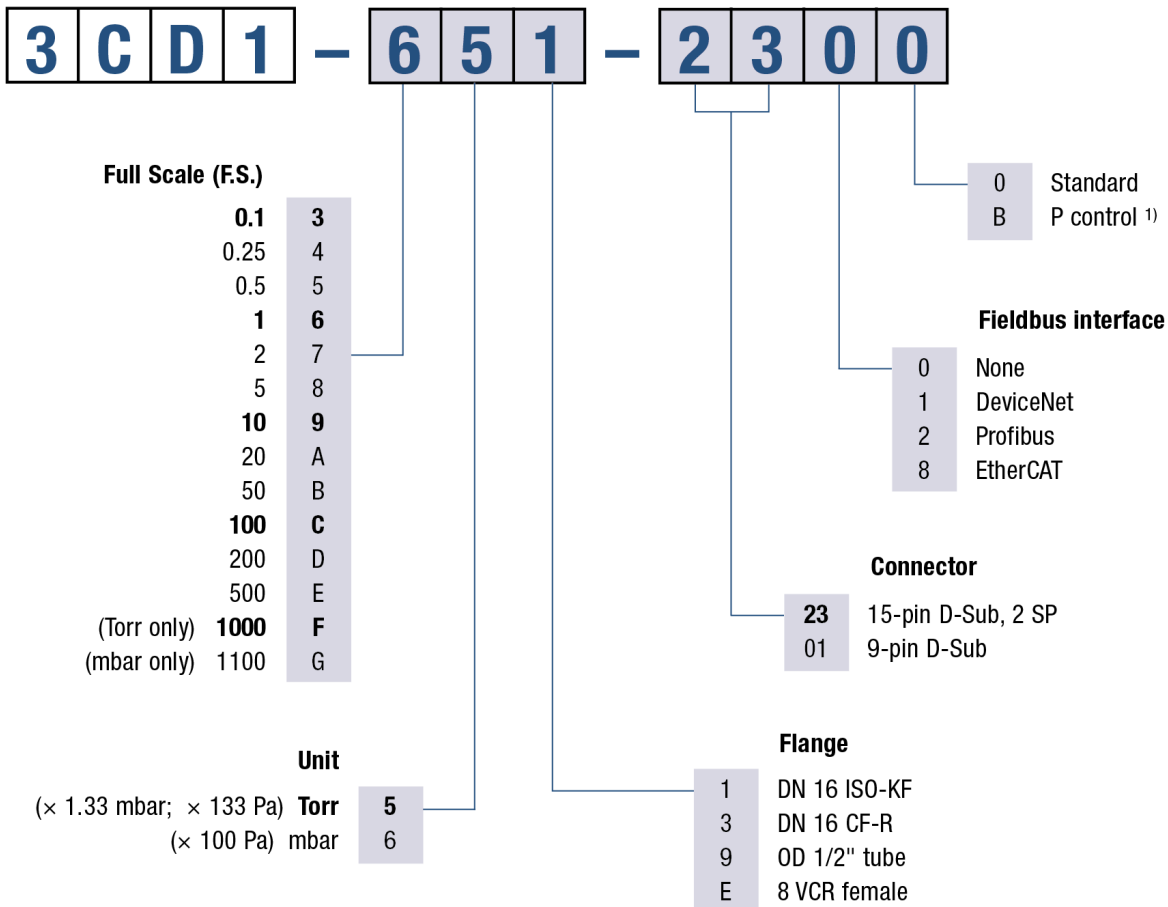 3CD1 – 651 – 2300
Full Scale (F.S.)
0.1 3
0.25 4
0.5 5
1 6
2 7
5 8
10 9
20 A
50 B
100 C
200 D
500 E
(Torr only) 1000 F
(mbar only) 1100 G
Unit
(× 1.33 mbar; × 133 Pa) Torr 5
(× 100 Pa) mbar 6
0 Standard
B P control 1)
Fieldbus interface
0 None
1 DeviceNet
2 Profibus
8 EtherCAT
Connector
23 15-pin D-Sub, 2 SP
01 9-pin D-Sub
Flange
1 DN 16 ISO-KF
3 DN 16 CF-R
9 OD 1/2" tube
E 8 VCR female